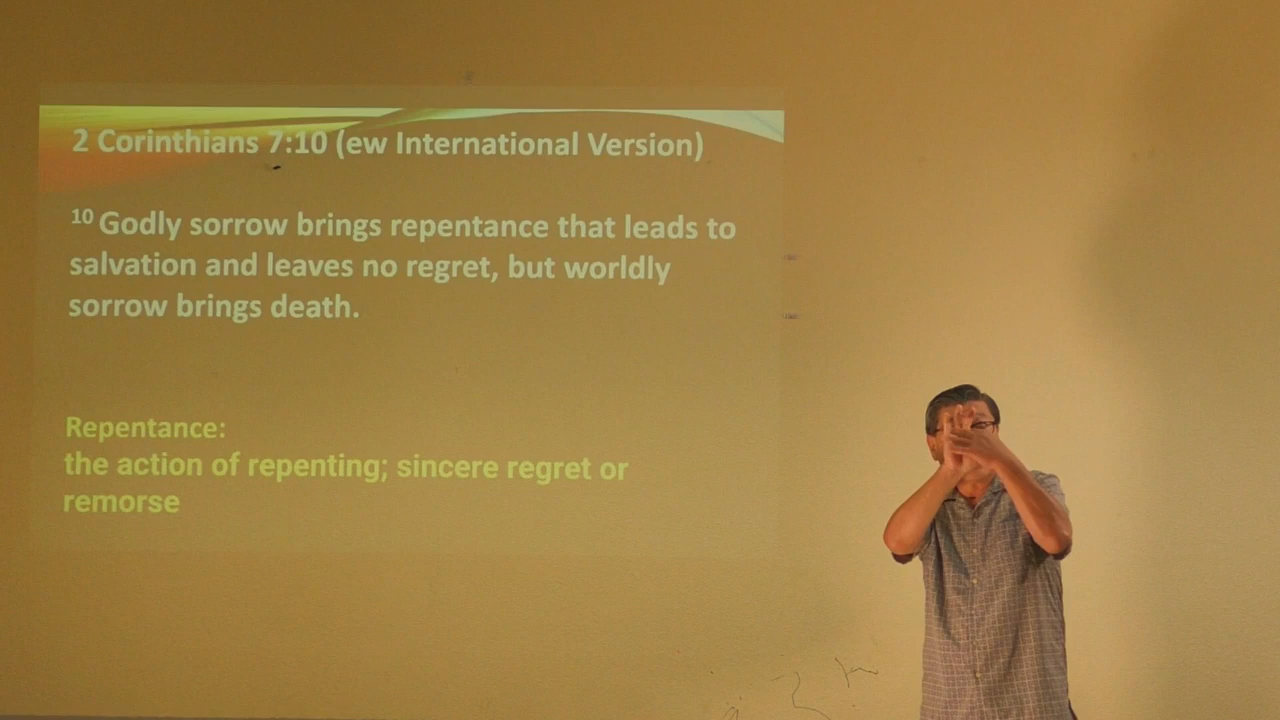 2 Corinthians 7:10 (ew International Version)
10 Godly sorrow brings repentance that leads to
salvation and leaves no regret, but worldly
sorrow brings death.
Repentance:
the action of repenting; sincere regret or
remorse